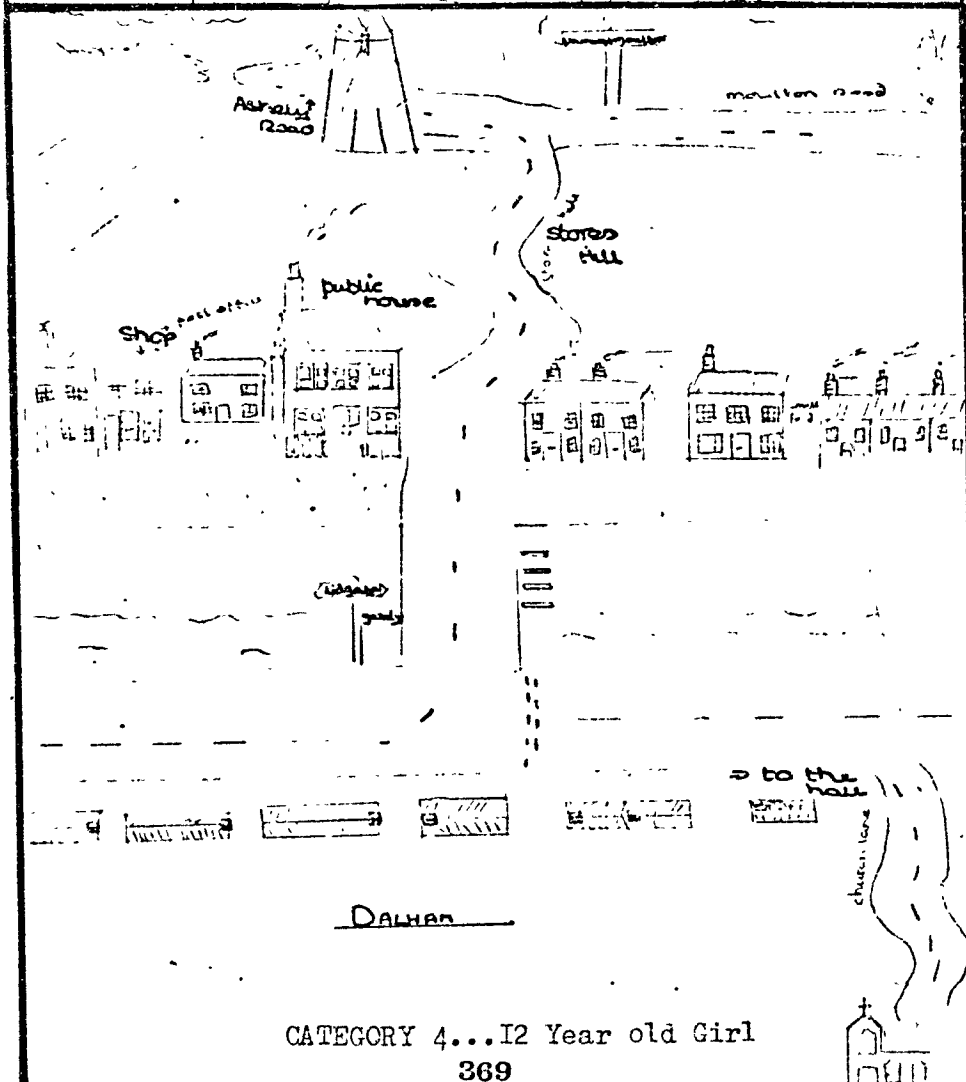 moulton Road
Road
stores
Hill
public
house
Shop post office
to the
hall
church lane
DALHAM
CATEGORY 4...I2 Year old Girl
369